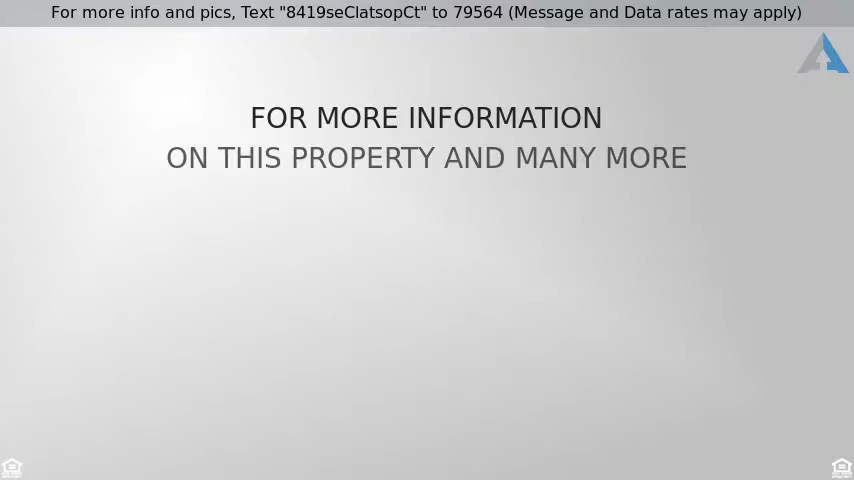 For more info and pics, Text "8419seClatsopCt" to 79564 (Message and Data rates may apply)
FOR MORE INFORMATION
ON THIS PROPERTY AND MANY MORE